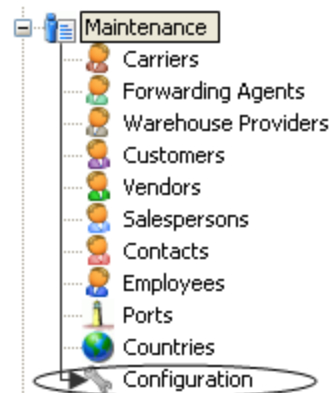 Maintenance
Carriers
Forwarding Agents
Warehouse Providers
Customers
Vendors
Salespersons
Contacts
Employees
Ports
Countries
Configuration